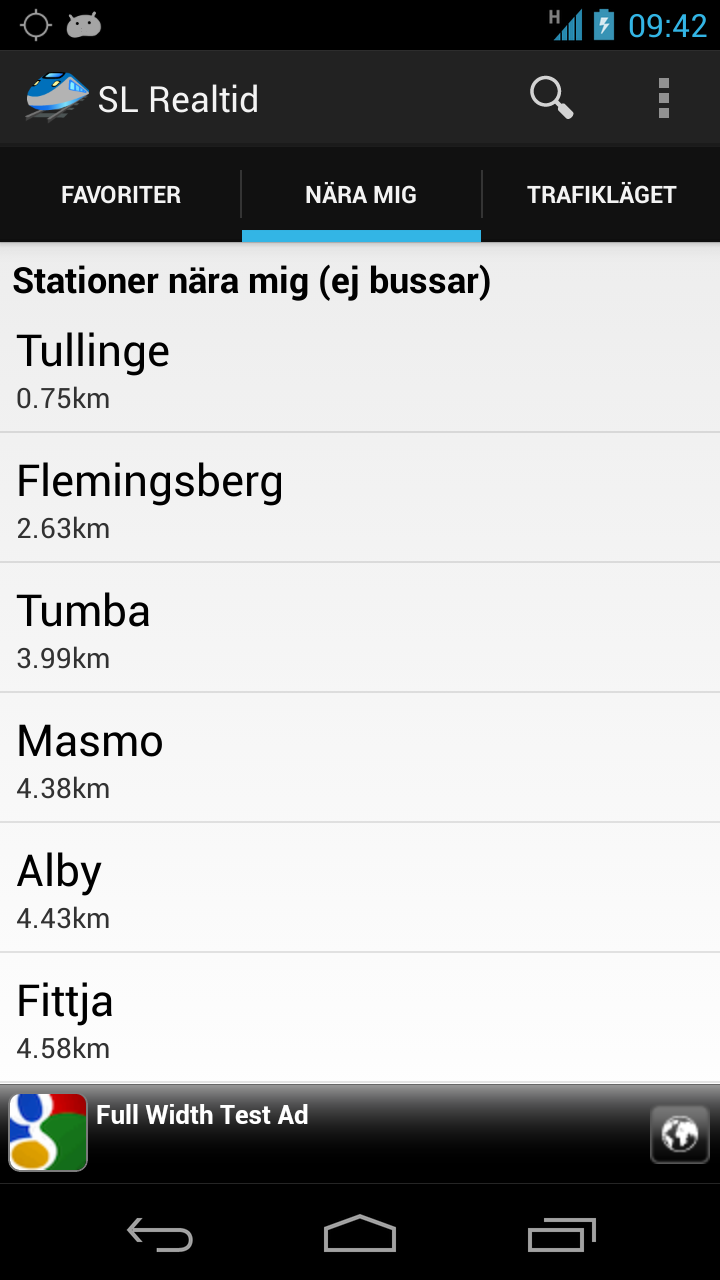 H 09:42
SL Realtid
FAVORITER NÄRA MIG TRAFIKLÄGET
Stationer nära mig (ej bussar)
Tullinge
0.75km
Flemingsberg
2.63km
Tumba
3.99km
Masmo
4.38km
Alby
4.43km
Fittja
4.58km
Full Width Test Ad